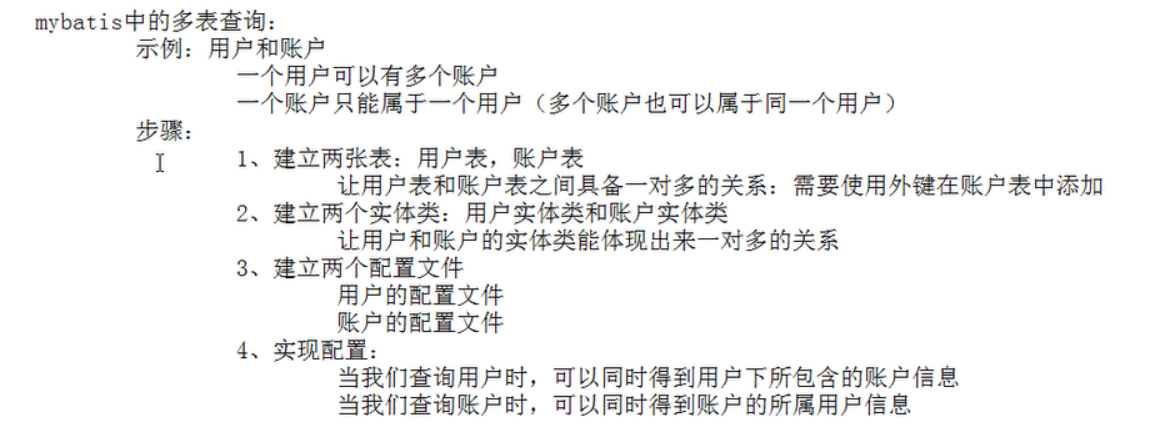 mybatis中的多表查询：
示例：用户和账户
一个用户可以有多个账户
一个账户只能属于一个用户（多个账户也可以属于同一个用户）
步骤：
1、建立两张表：用户表，账户表
让用户表和账户表之间具备一对多的关系：需要使用外键在账户表中添加
2、建立两个实体类：用户实体类和账户实体类
让用户和账户的实体类能体现出来一对多的关系
3、建立两个配置文件
用户的配置文件
账户的配置文件
4、实现配置：
当我们查询用户时，可以同时得到用户下所包含的账户信息
当我们查询账户时，可以同时得到账户的所属用户信息